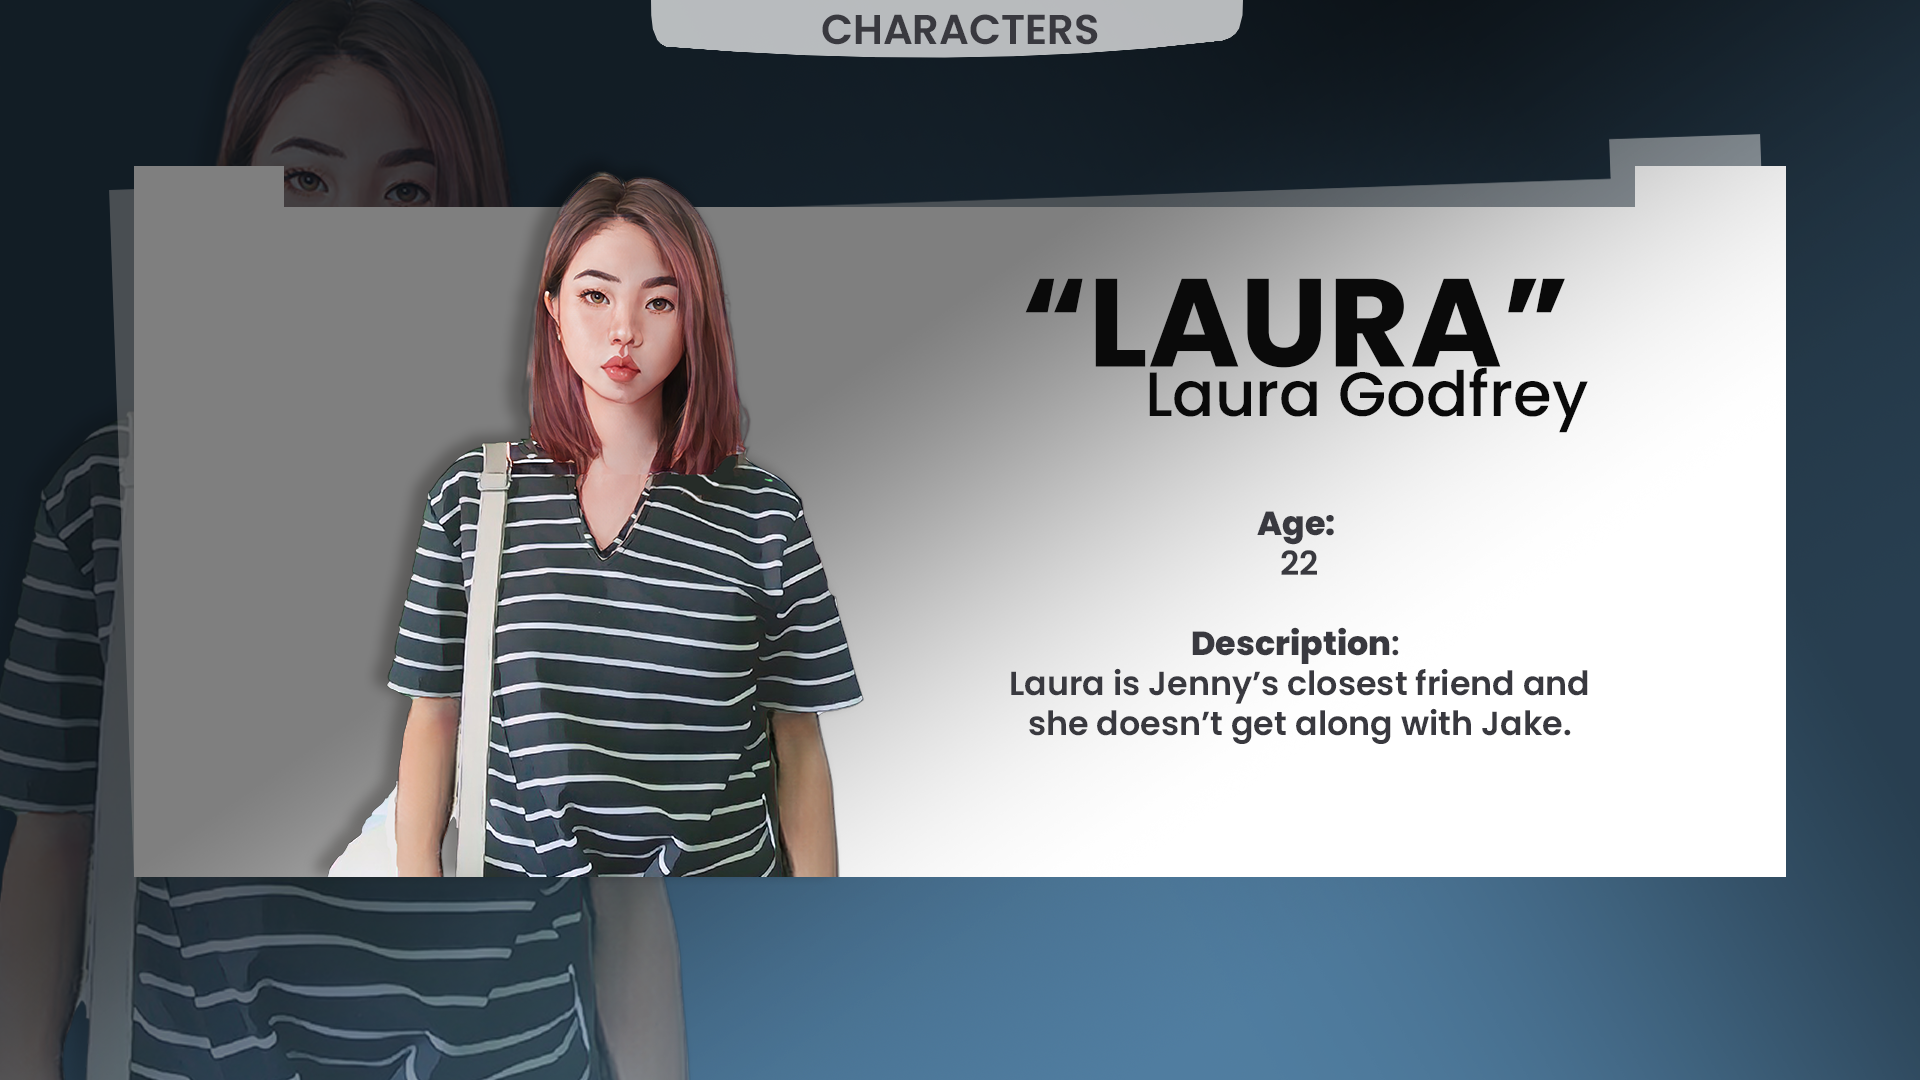 CHARACTERS
“LAURA”
Laura Godfrey
Age:
22
Description:
Laura is Jenny’s closest friend and
she doesn’t get along with Jake.